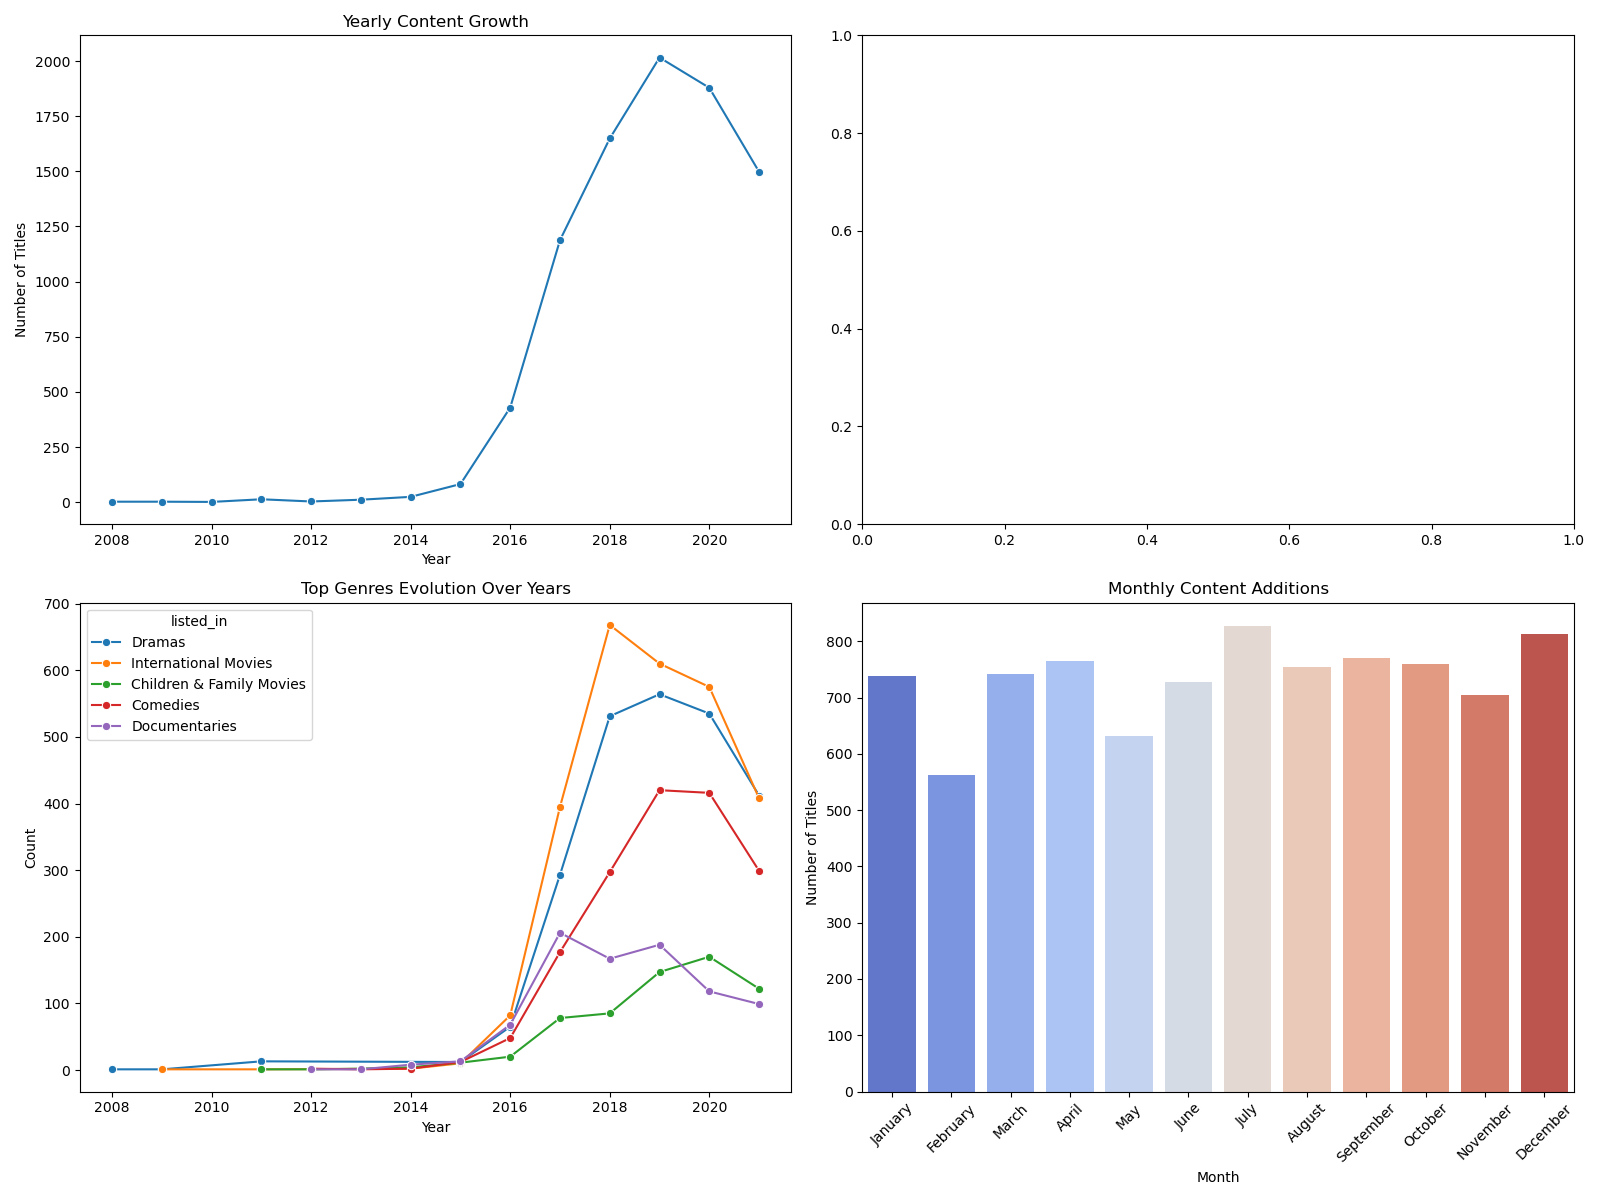 Yearly Content Growth
2000
1750
1500
1250
1000
750
500
250
0
Number of Titles
2008 2010 2012 2014 2016 2018 2020
Year
1.0
0.8
0.6
0.4
0.2
0.0
0.0 0.2 0.4 0.6 0.8 1.0
Top Genres Evolution Over Years
700
600
500
400
300
200
100
0
Count
listed_in
Dramas
International Movies
Children & Family Movies
Comedies
Documentaries
2008 2010 2012 2014 2016 2018 2020
Year
Monthly Content Additions
800
700
600
500
400
300
200
100
0
Number of Titles
January February March April May June July August September October November December
Month